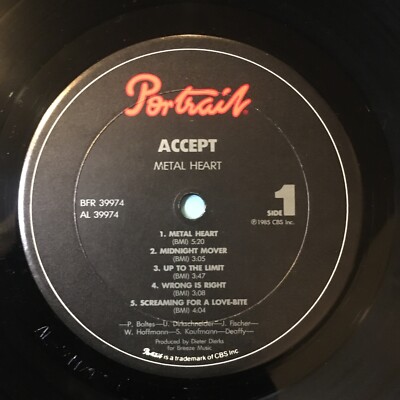 Portrait®
ACCEPT
METAL HEART
BFR 39974
AL 39974
SIDE 1
℗1985 CBS Inc.
1. METAL HEART
(BMI) 5:20
2. MIDNIGHT MOVER
(BMI) 3:05
3. UP TO THE LIMIT
(BMI) 3:47
4. WRONG IS RIGHT
(BMI) 3:08
5. SCREAMING FOR A LOVE-BITE
(BMI) 4:04
—P. Baltes—U. Dirkschneider—J. Fischer—
W. Hoffmann—S. Kaufmann—Deaffy—
Produced by Dieter Dierks
for Breeze Music
Portrait is a trademark of CBS Inc